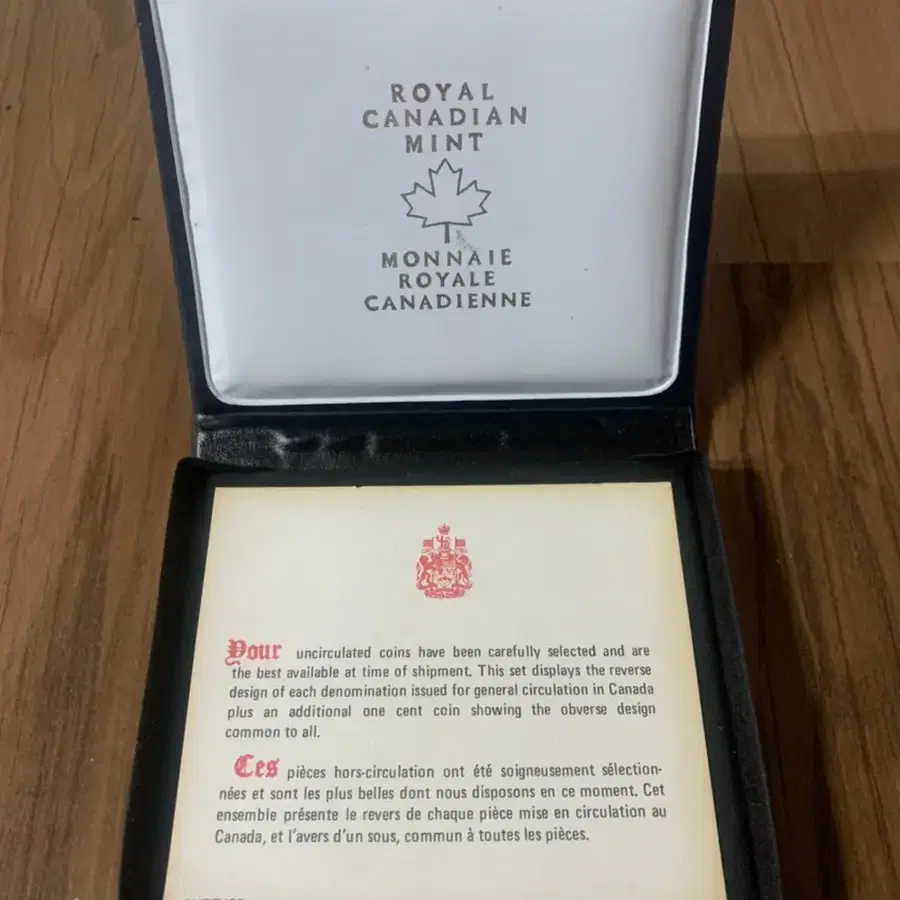 ROYAL
CANADIAN
MINT
MONNAIE
ROYALE
CANADIENNE
Your uncirculated coins have been carefully selected and are
the best available at time of shipment. This set displays the reverse
design of each denomination issued for general circulation in Canada
plus an additional one cent coin showing the obverse design
common to all.
Ces pièces hors-circulation ont été soigneusement sélection-
nées et sont les plus belles dont nous disposons en ce moment. Cet
ensemble présente le revers de chaque pièce mise en circulation au
Canada, et l'avers d'un sous, commun à toutes les pièces.